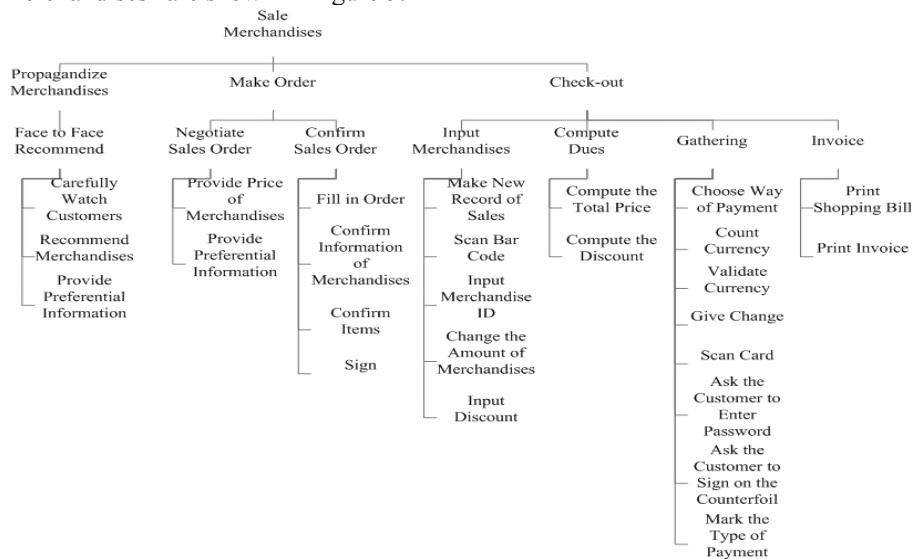 are shown in Figure
Sale
Merchandises
Propagandize
Merchandises
Make Order
Check-out
Face to Face
Recommend
Negotiate
Sales Order
Confirm
Sales Order
Input
Merchandises
Compute
Dues
Gathering
Invoice
Carefully
Watch
Customers
Recommend
Merchandises
Provide
Preferential
Information
Provide Price
of
Merchandises
Provide
Preferential
Information
Fill in Order
Confirm
Information
of
Merchandises
Confirm
Items
Sign
Make New
Record of
Sales
Scan Bar
Code
Input
Merchandise
ID
Change the
Amount of
Merchandises
Input
Discount
Compute the
Total Price
Compute the
Discount
Choose Way
of Payment
Count
Currency
Validate
Currency
Give Change
Scan Card
Ask the
Customer to
Enter
Password
Ask the
Customer to
Sign on the
Counterfoil
Mark the
Type of
Payment
Print
Shopping Bill
Print Invoice